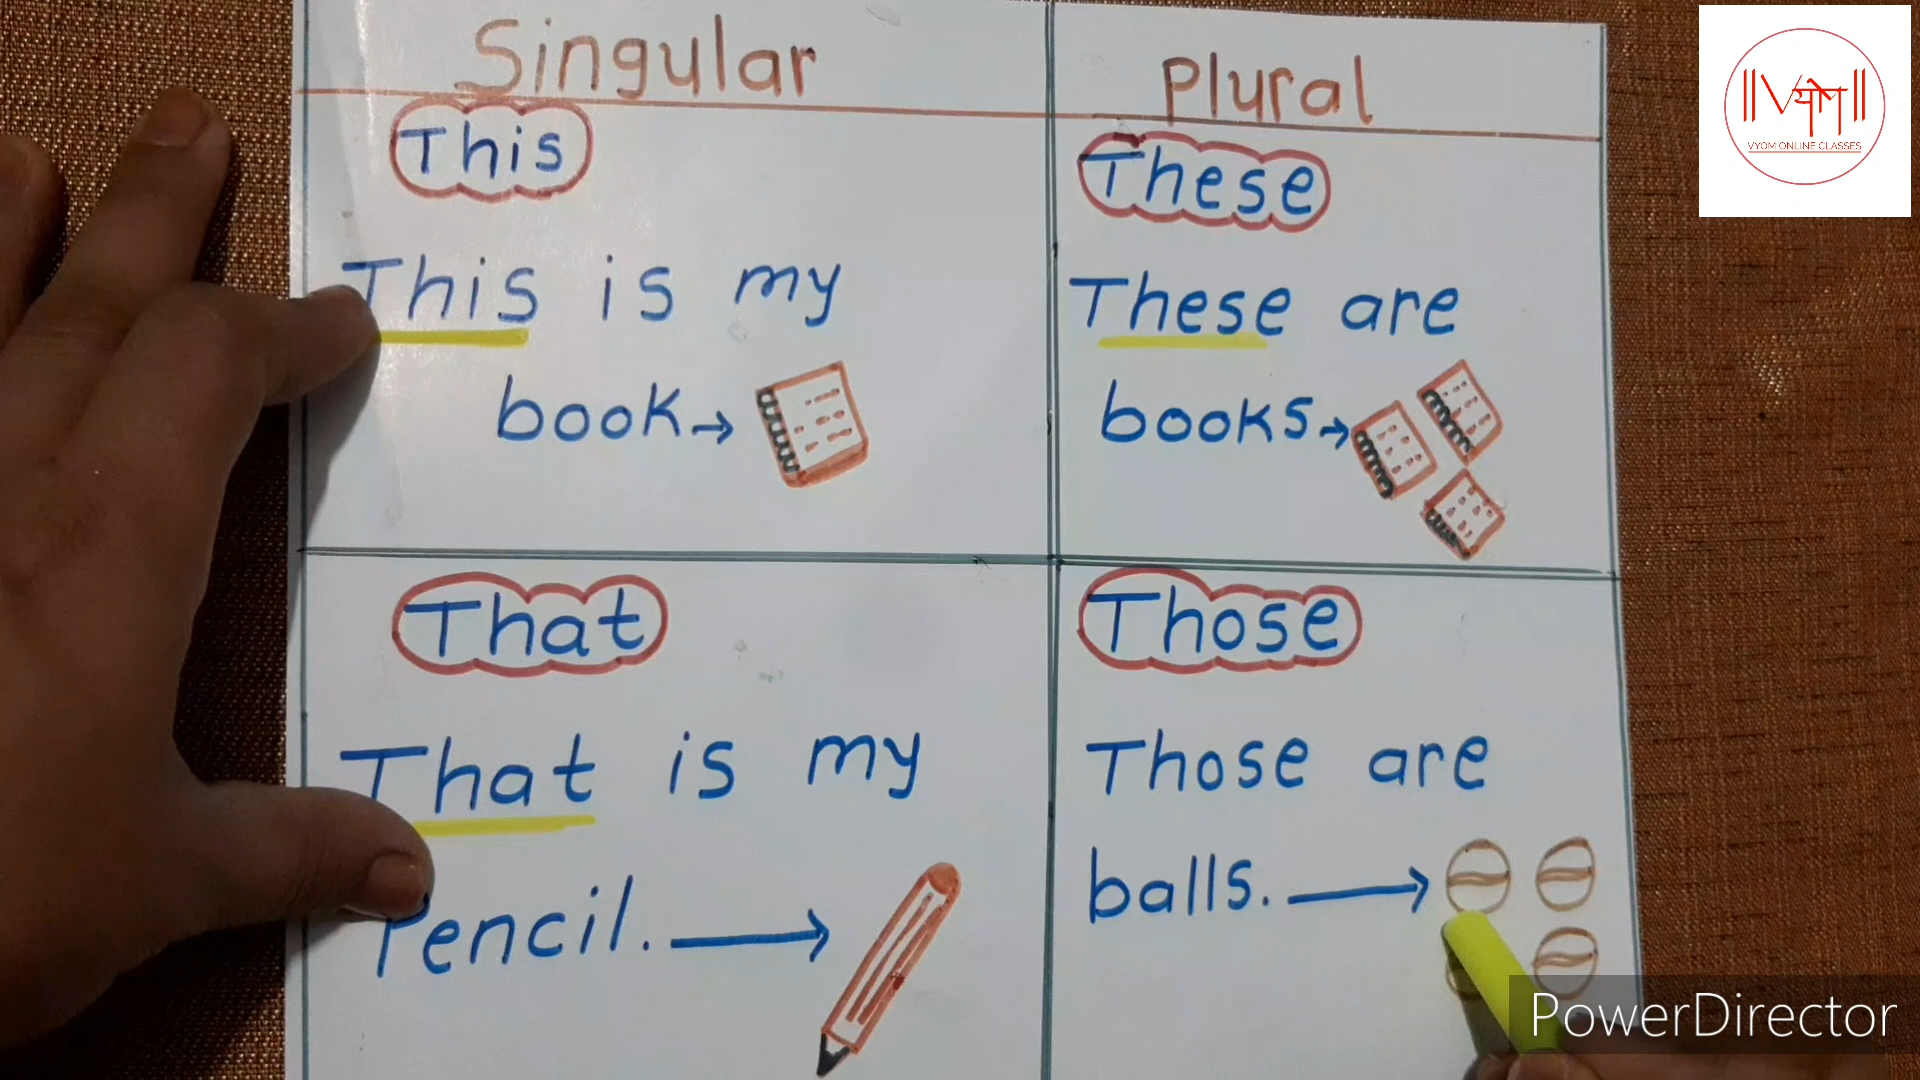 Singular
Plural
This
These
This is my
book
These are
books
That
Those
That is my
Pencil.
Those are
balls.
||Vयोम||
VYOM ONLINE CLASSES
PowerDirector